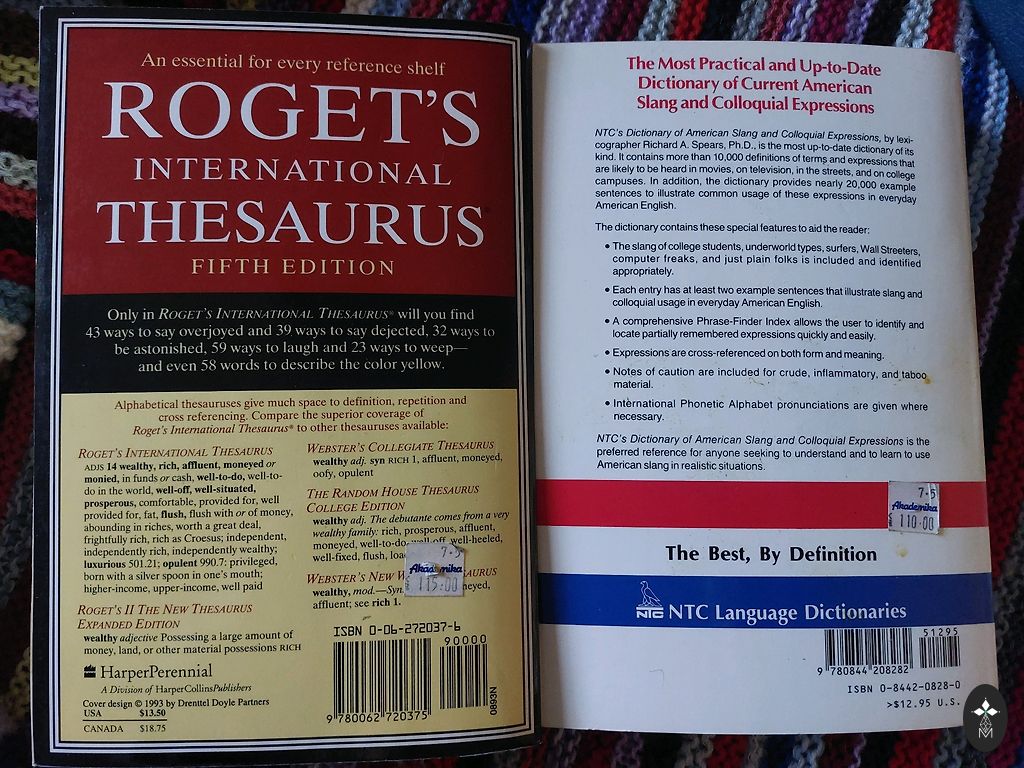 An essential for every reference shelf
ROGET'S
INTERNATIONAL
THESAURUS
FIFTH EDITION
Only in ROGET'S INTERNATIONAL THESAURUS® will you find
43 ways to say overjoyed and 39 ways to say dejected, 32 ways to
be astonished, 59 ways to laugh and 23 ways to weep—
and even 58 words to describe the color yellow.
Alphabetical thesauruses give much space to definition, repetition and
cross referencing. Compare the superior coverage of
Roget's International Thesaurus® to other thesauruses available:
ROGET'S INTERNATIONAL THESAURUS
ADJS 14 wealthy, rich, affluent, moneyed or
monied, in funds or cash, well-to-do, well-to-
do in the world, well-off, well-situated,
prosperous, comfortable, provided for, well
provided for, fat, flush, flush with or of money,
abounding in riches, worth a great deal,
frightfully rich, rich as Croesus; independent,
independently rich, independently wealthy;
luxurious 501.21; opulent 990.7: privileged,
born with a silver spoon in one's mouth;
higher-income, upper-income, well paid
ROGET'S II THE NEW THESAURUS
EXPANDED EDITION
wealthy adjective Possessing a large amount of
money, land, or other material possessions RICH
HarperPerennial
A Division of HarperCollinsPublishers
Cover design © 1993 by Drenttel Doyle Partners
USA $13.50
CANADA $18.75
WEBSTER'S COLLEGIATE THESAURUS
wealthy adj. syn RICH 1, affluent, moneyed,
oofy, opulent
THE RANDOM HOUSE THESAURUS
COLLEGE EDITION
wealthy adj. The debutante comes from a very
wealthy family: rich, prosperous, affluent,
moneyed, well-to-do, well-off, well-heeled,
well-fixed, flush,
7-5
Akademika
115.00
WEBSTER'S NEW
wealthy, mod.—Syn.
affluent; see rich 1.
ISBN 0-06-272037-6
90000
9 780062 720375
0893N
The Most Practical and Up-to-Date
Dictionary of Current American
Slang and Colloquial Expressions
NTC's Dictionary of American Slang and Colloquial Expressions, by lexi-
cographer Richard A. Spears, Ph.D., is the most up-to-date dictionary of its
kind. It contains more than 10,000 definitions of terms and expressions that
are likely to be heard in movies, on television, in the streets, and on college
campuses. In addition, the dictionary provides nearly 20,000 example
sentences to illustrate common usage of these expressions in everyday
American English.
The dictionary contains these special features to aid the reader:
• The slang of college students, underworld types, surfers, Wall Streeters,
computer freaks, and just plain folks is included and identified
appropriately.
• Each entry has at least two example sentences that illustrate slang and
colloquial usage in everyday American English.
• A comprehensive Phrase-Finder Index allows the user to identify and
locate partially remembered expressions quickly and easily.
• Expressions are cross-referenced on both form and meaning.
• Notes of caution are included for crude, inflammatory, and taboo
material.
• International Phonetic Alphabet pronunciations are given where
necessary.
NTC's Dictionary of American Slang and Colloquial Expressions is the
preferred reference for anyone seeking to understand and to learn to use
American slang in realistic situations.
7-5
Akademika
110.00
The Best, By Definition
NTC NTC Language Dictionaries
51295
9 780844 208282
ISBN 0-8442-0828-0
>$12.95 U.S.
M